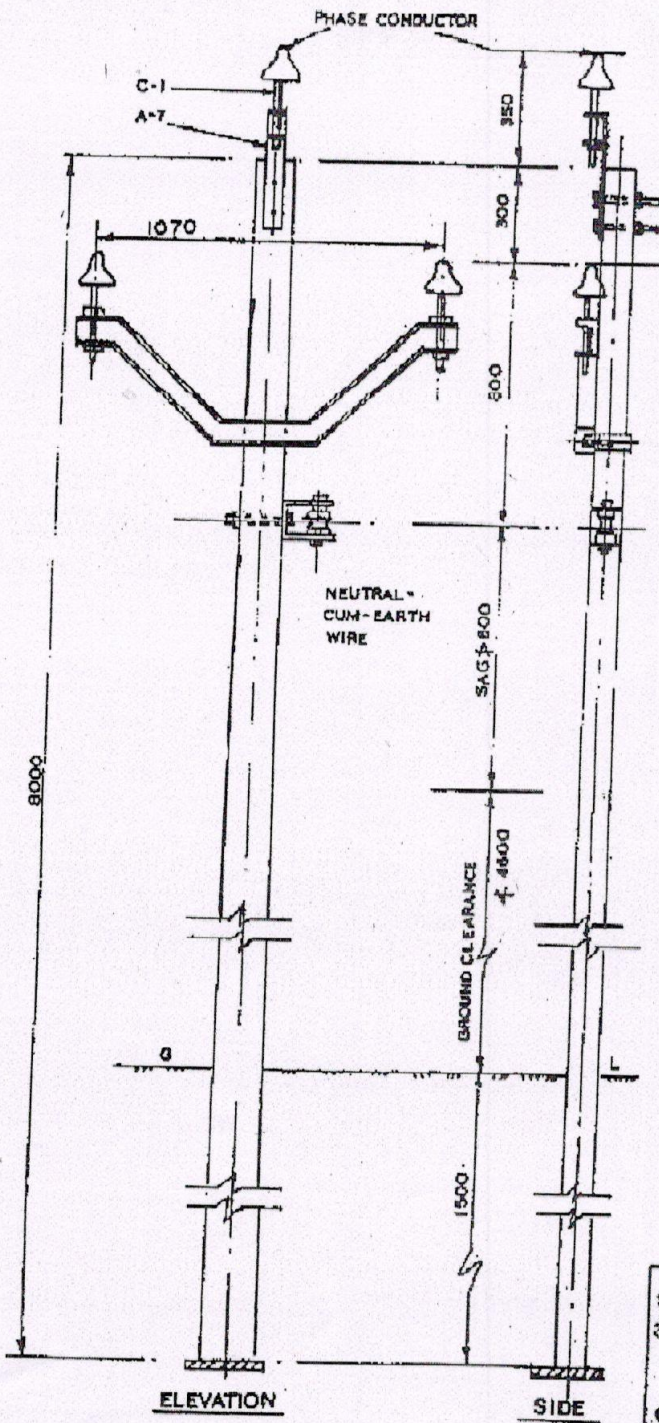 PHASE CONDUCTOR
C-1
A-7
350
300
1070
800
NEUTRAL-
CUM-EARTH
WIRE
SAG ≯ 600
8000
GROUND CLEARANCE
≮ 4600
G
L
1500
ELEVATION
SIDE